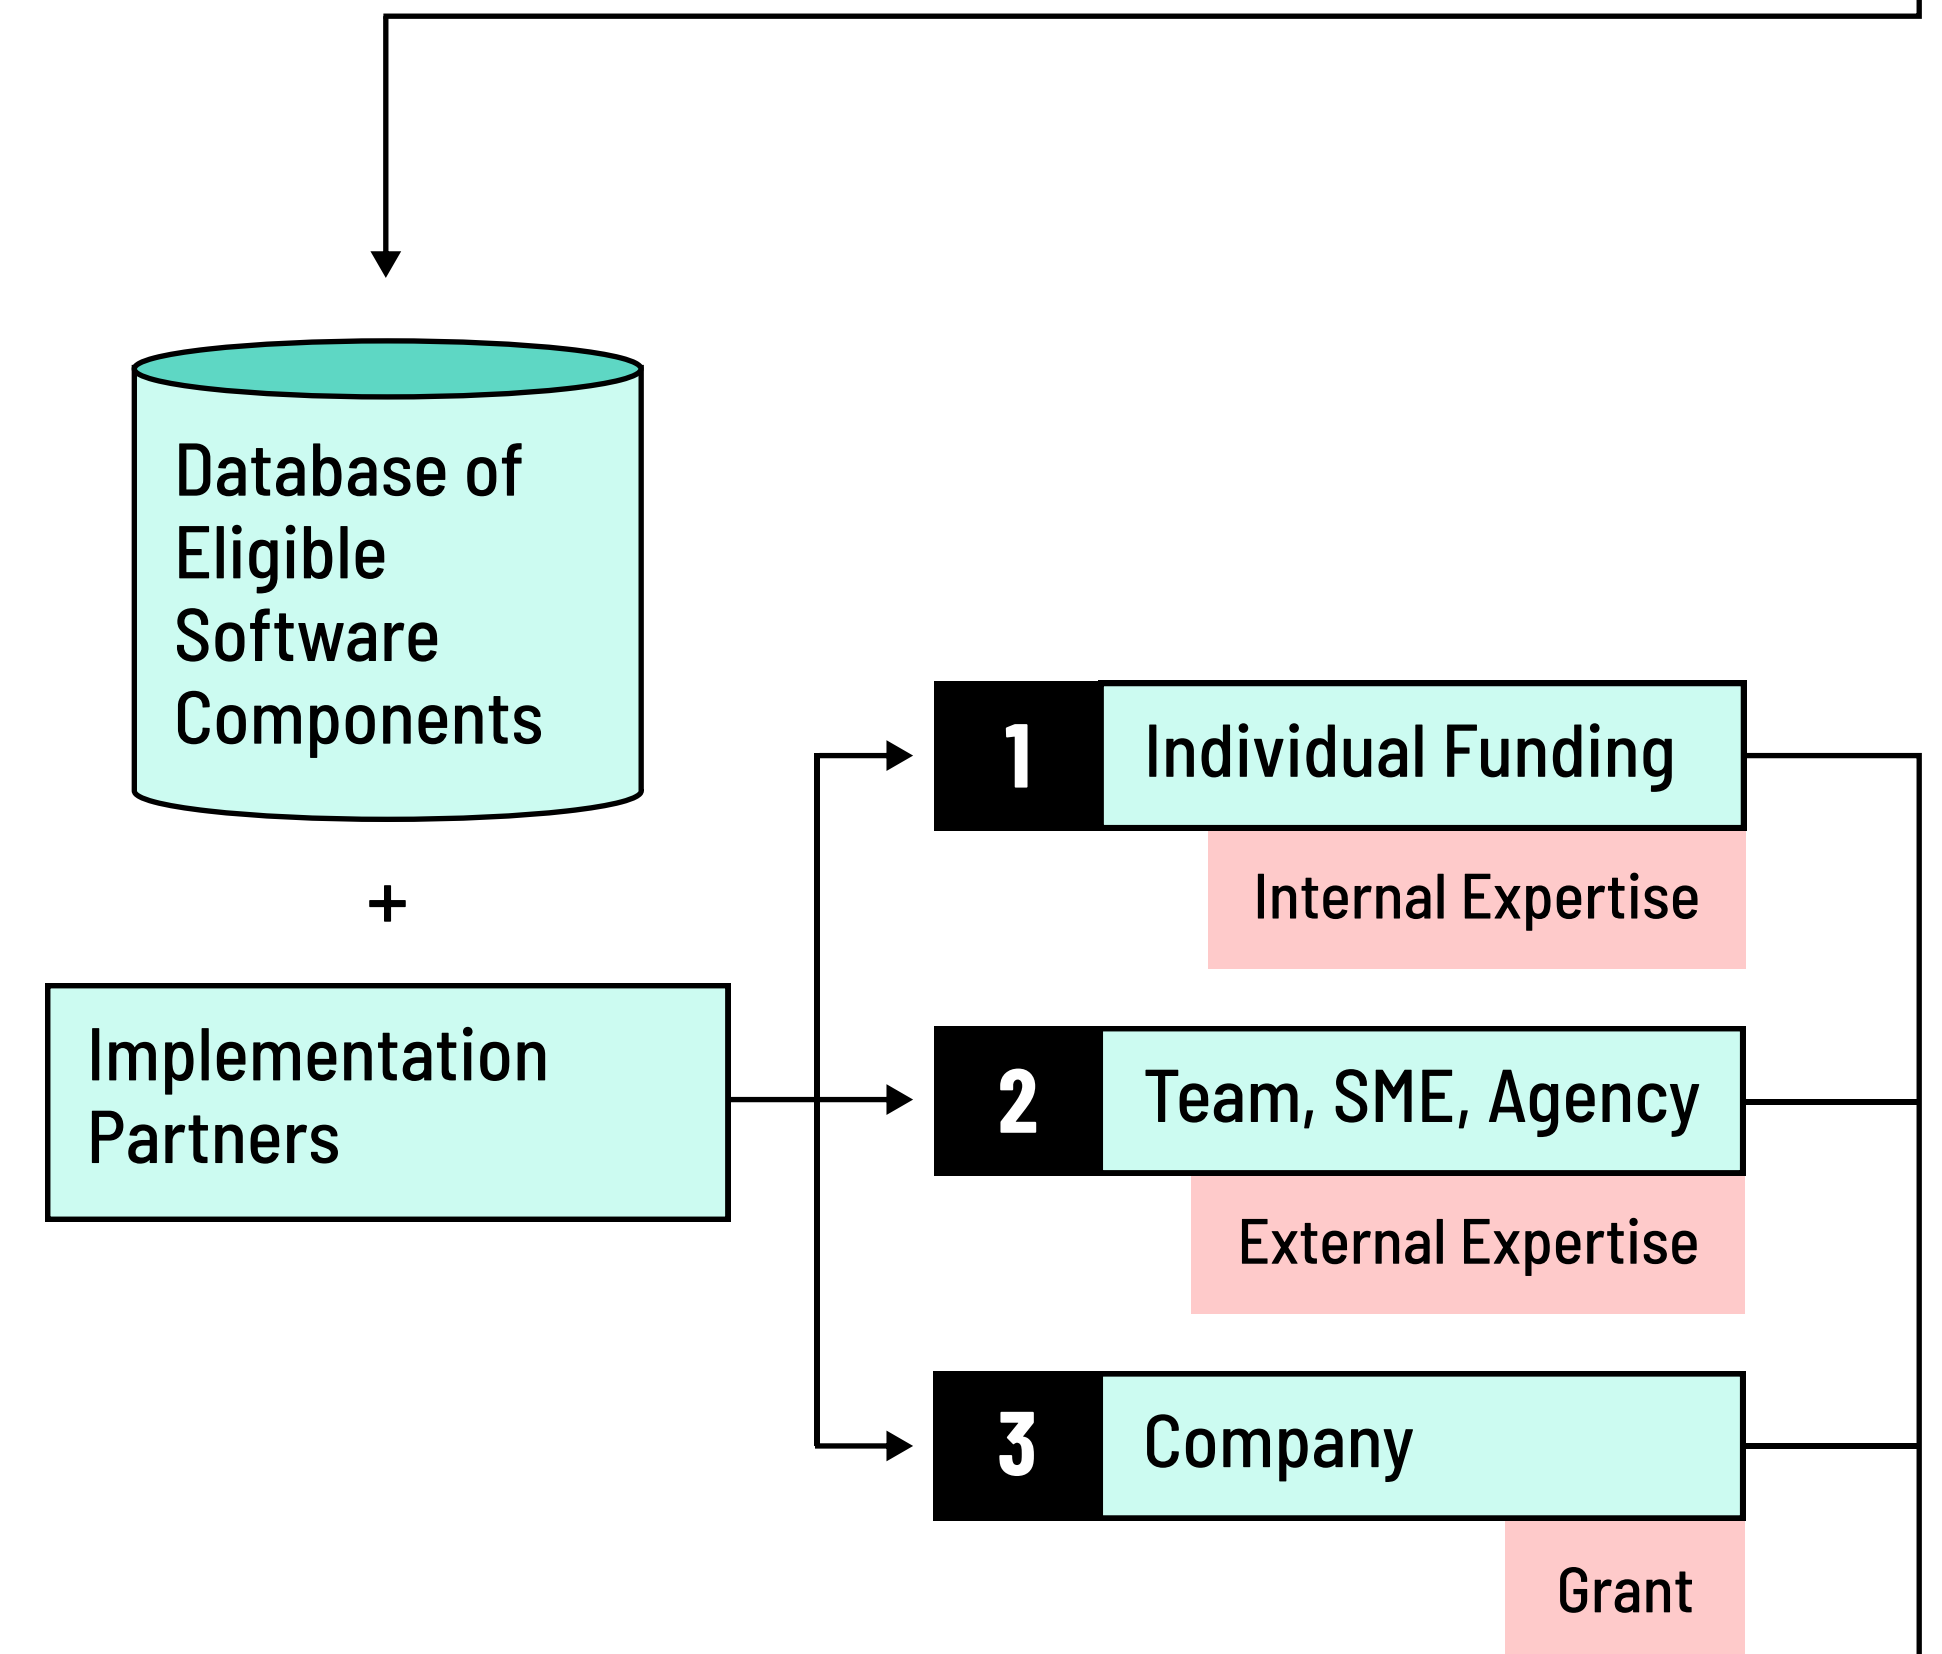 Database of
Eligible
Software
Components
+
Implementation
Partners
1 Individual Funding
Internal Expertise
2 Team, SME, Agency
External Expertise
3 Company
Grant